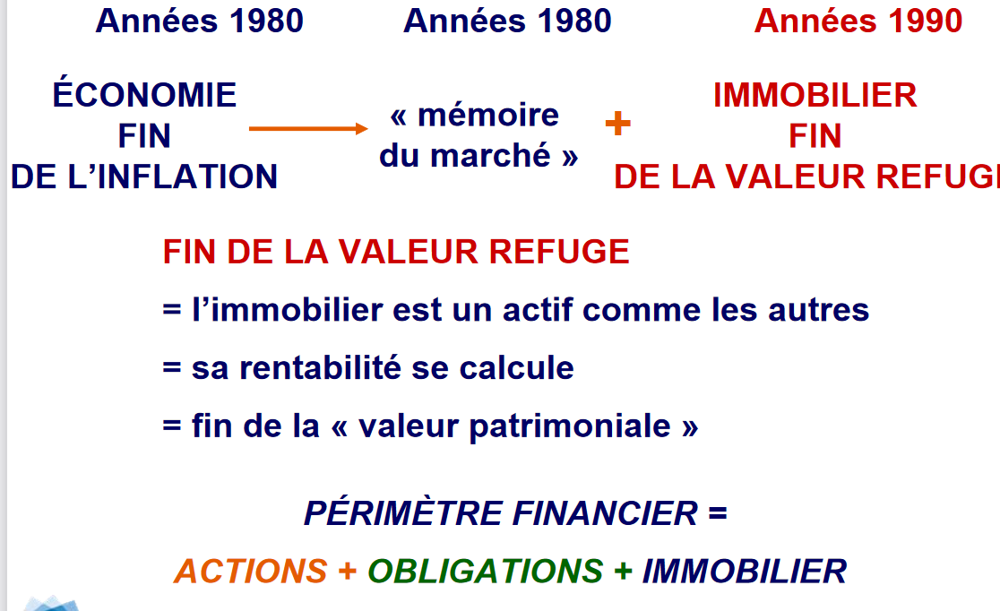 Années 1980 Années 1980 Années 1990
ÉCONOMIE
FIN
DE L’INFLATION
« mémoire
du marché »
+
IMMOBILIER
FIN
DE LA VALEUR REFUG
FIN DE LA VALEUR REFUGE
= l’immobilier est un actif comme les autres
= sa rentabilité se calcule
= fin de la « valeur patrimoniale »
PÉRIMÈTRE FINANCIER =
ACTIONS + OBLIGATIONS + IMMOBILIER